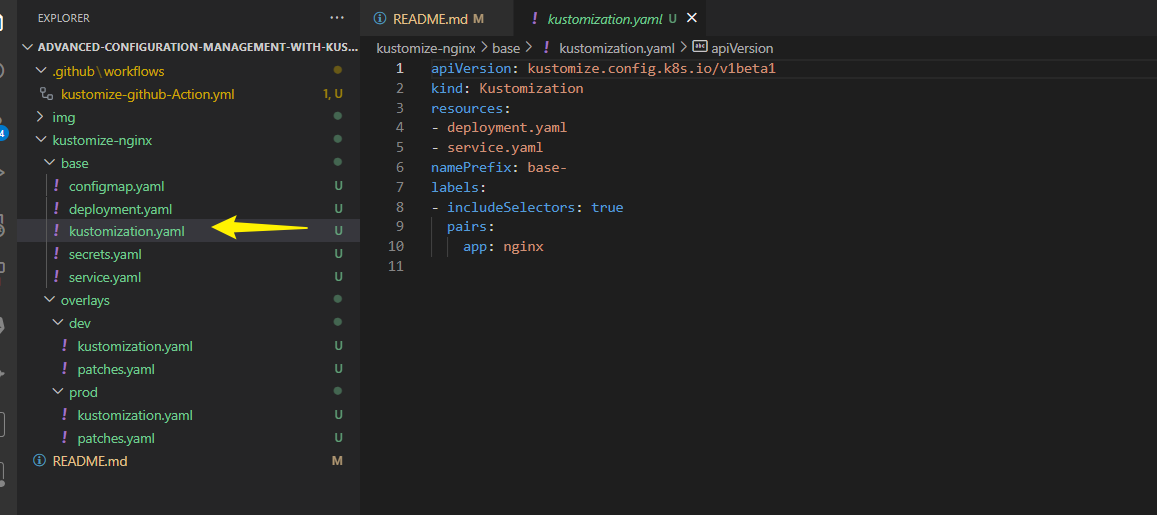 EXPLORER
ADVANCED-CONFIGURATION-MANAGEMENT-WITH-KUS...
.github\workflows
kustomize-github-Action.yml 1, U
img
kustomize-nginx
base
! configmap.yaml U
! deployment.yaml U
! kustomization.yaml U
! secrets.yaml U
! service.yaml U
overlays
dev
! kustomization.yaml U
! patches.yaml U
prod
! kustomization.yaml U
! patches.yaml U
README.md M
4
README.md M
! kustomization.yaml U
kustomize-nginx > base > ! kustomization.yaml > abc apiVersion
1 apiVersion: kustomize.config.k8s.io/v1beta1
2 kind: Kustomization
3 resources:
4 - deployment.yaml
5 - service.yaml
6 namePrefix: base-
7 labels:
8 - includeSelectors: true
9 pairs:
10 app: nginx
11